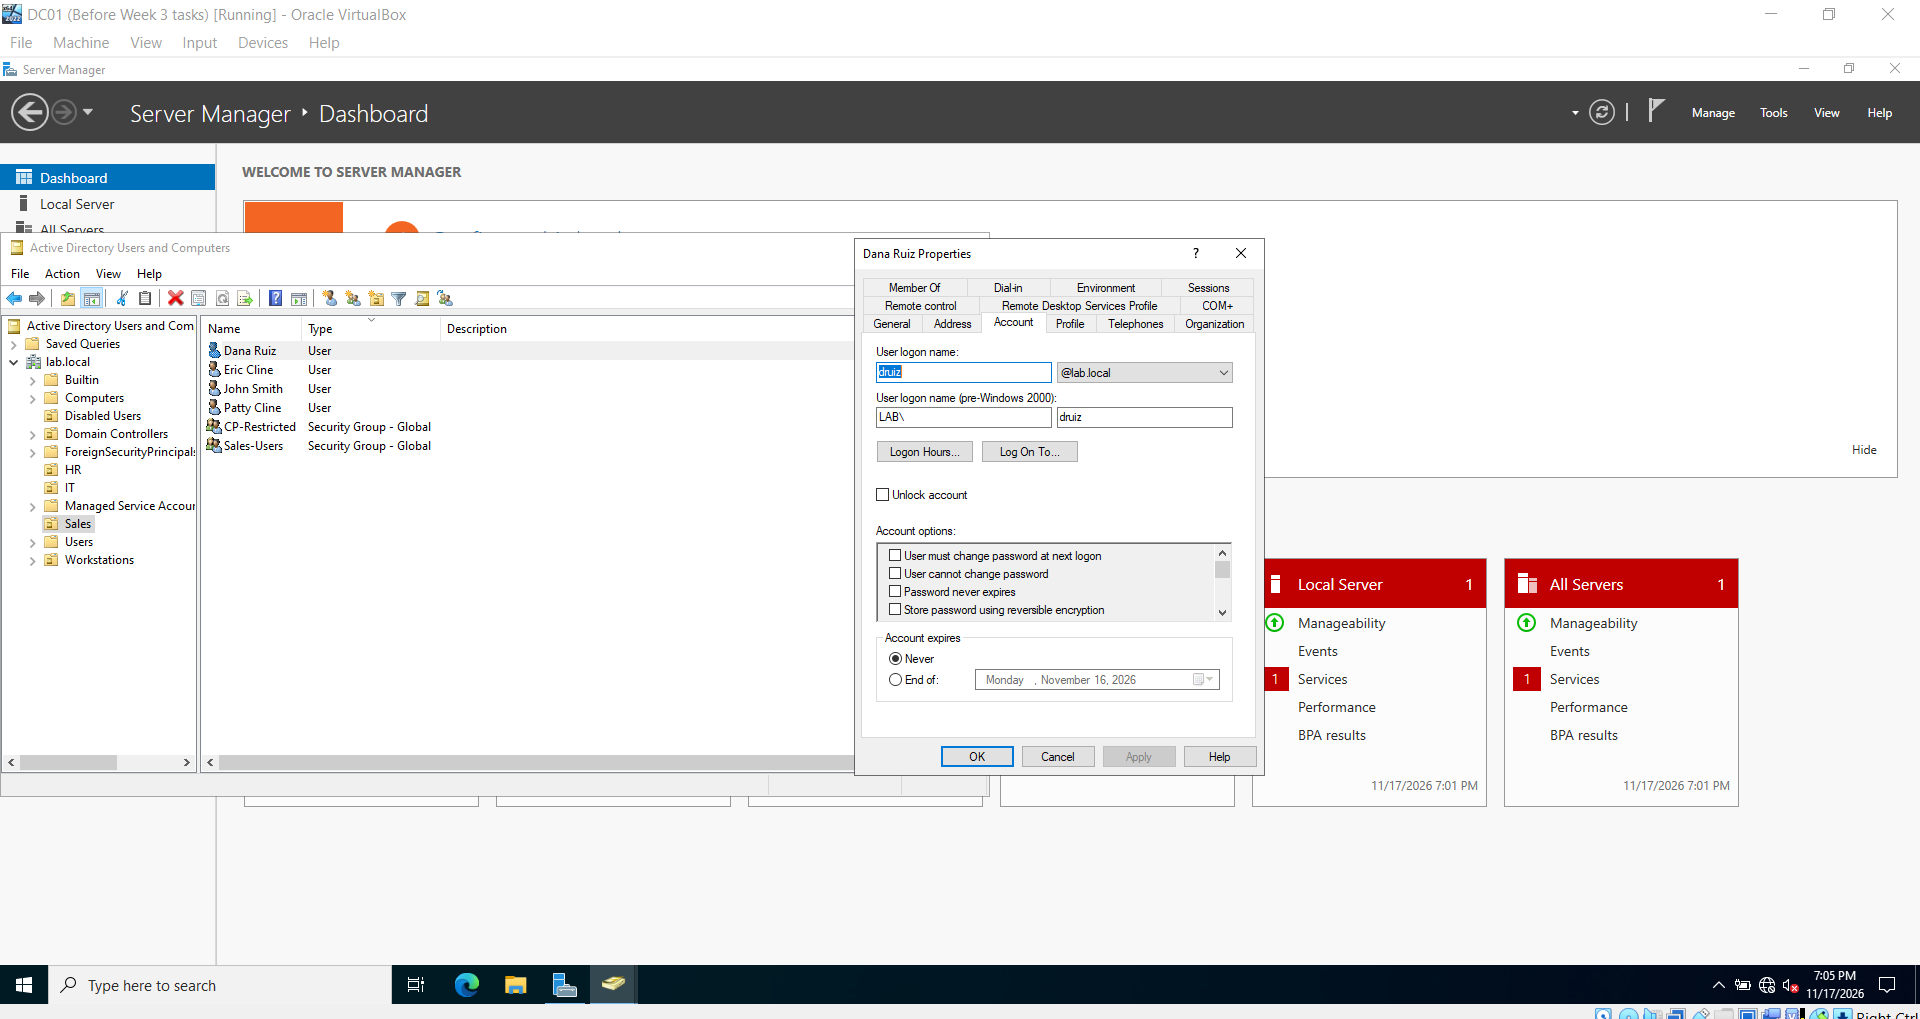 DC01 (Before Week 3 tasks) [Running] - Oracle VirtualBox
File Machine View Input Devices Help
Server Manager
Server Manager ‣ Dashboard
Manage Tools View Help
Dashboard
Local Server
All Servers
WELCOME TO SERVER MANAGER
Hide
Active Directory Users and Computers
File Action View Help
Active Directory Users and Com
Saved Queries
lab.local
Builtin
Computers
Disabled Users
Domain Controllers
ForeignSecurityPrincipals
HR
IT
Managed Service Accour
Sales
Users
Workstations
Name Type Description
Dana Ruiz User
Eric Cline User
John Smith User
Patty Cline User
CP-Restricted Security Group - Global
Sales-Users Security Group - Global
Dana Ruiz Properties
Member Of Dial-in Environment Sessions
Remote control Remote Desktop Services Profile COM+
General Address Account Profile Telephones Organization
User logon name:
druiz @lab.local
User logon name (pre-Windows 2000):
LAB\ druiz
Logon Hours... Log On To...
Unlock account
Account options:
User must change password at next logon
User cannot change password
Password never expires
Store password using reversible encryption
Account expires
Never
End of: Monday , November 16, 2026
OK Cancel Apply Help
Local Server 1
Manageability
Events
1 Services
Performance
BPA results
11/17/2026 7:01 PM
All Servers 1
Manageability
Events
1 Services
Performance
BPA results
11/17/2026 7:01 PM
Type here to search
7:05 PM
11/17/2026
Right Ctrl